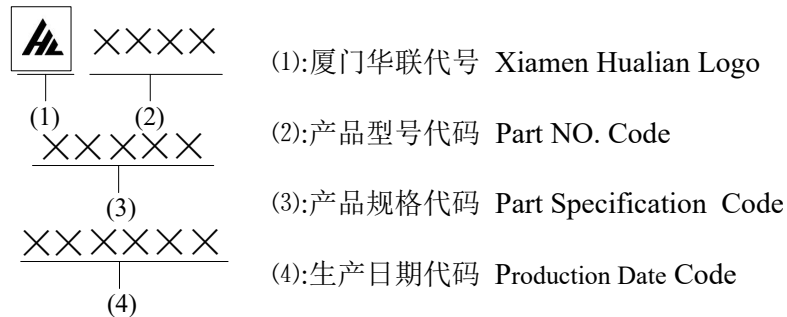 HL ××××
(1) (2)
⑴:厦门华联代号 Xiamen Hualian Logo
⑵:产品型号代码 Part NO. Code
×××××
(3)
⑶:产品规格代码 Part Specification Code
××××××
(4)
⑷:生产日期代码 Production Date Code